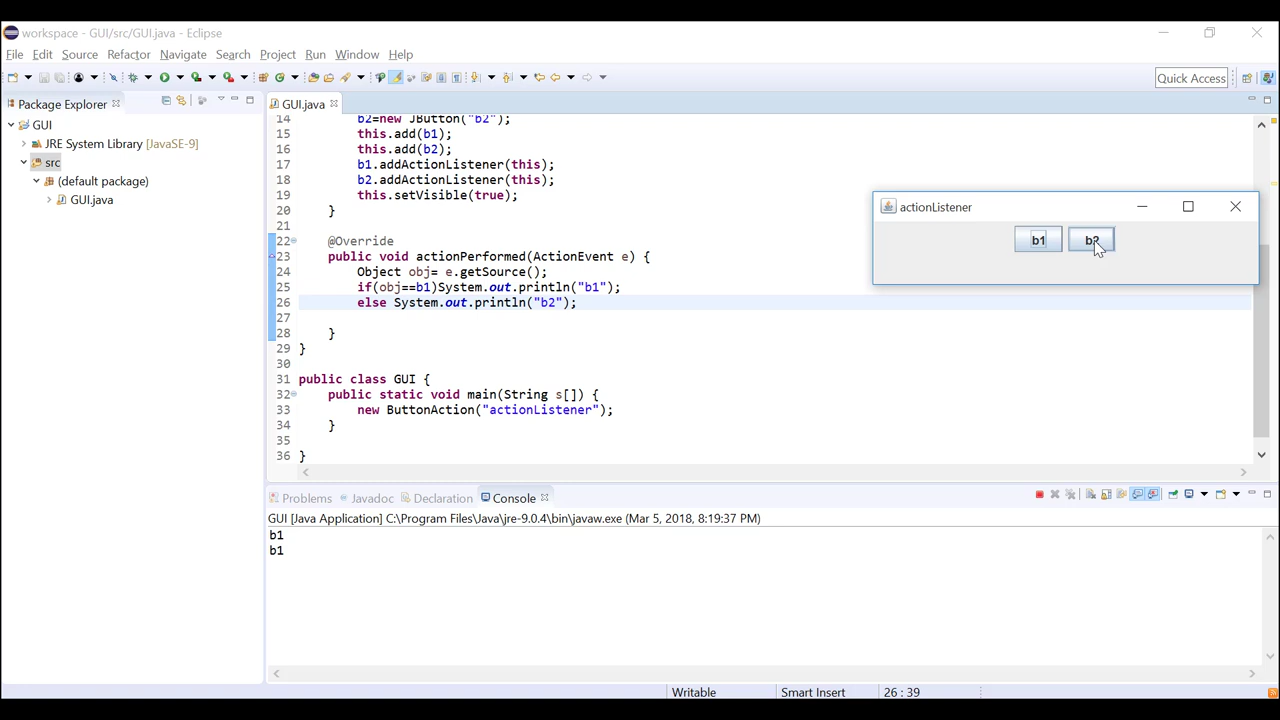 workspace - GUI/src/GUI.java - Eclipse
File Edit Source Refactor Navigate Search Project Run Window Help
Quick Access
Package Explorer
GUI
JRE System Library [JavaSE-9]
src
(default package)
GUI.java
GUI.java
14 b2=new JButton("b2");
15 this.add(b1);
16 this.add(b2);
17 b1.addActionListener(this);
18 b2.addActionListener(this);
19 this.setVisible(true);
20 }
21
22 @Override
23 public void actionPerformed(ActionEvent e) {
24 Object obj= e.getSource();
25 if(obj==b1)System.out.println("b1");
26 else System.out.println("b2");
27
28 }
29 }
30
31 public class GUI {
32 public static void main(String s[]) {
33 new ButtonAction("actionListener");
34 }
35
36 }
actionListener
b1 b2
Problems Javadoc Declaration Console
GUI [Java Application] C:\Program Files\Java\jre-9.0.4\bin\javaw.exe (Mar 5, 2018, 8:19:37 PM)
b1
b1
Writable Smart Insert 26 : 39